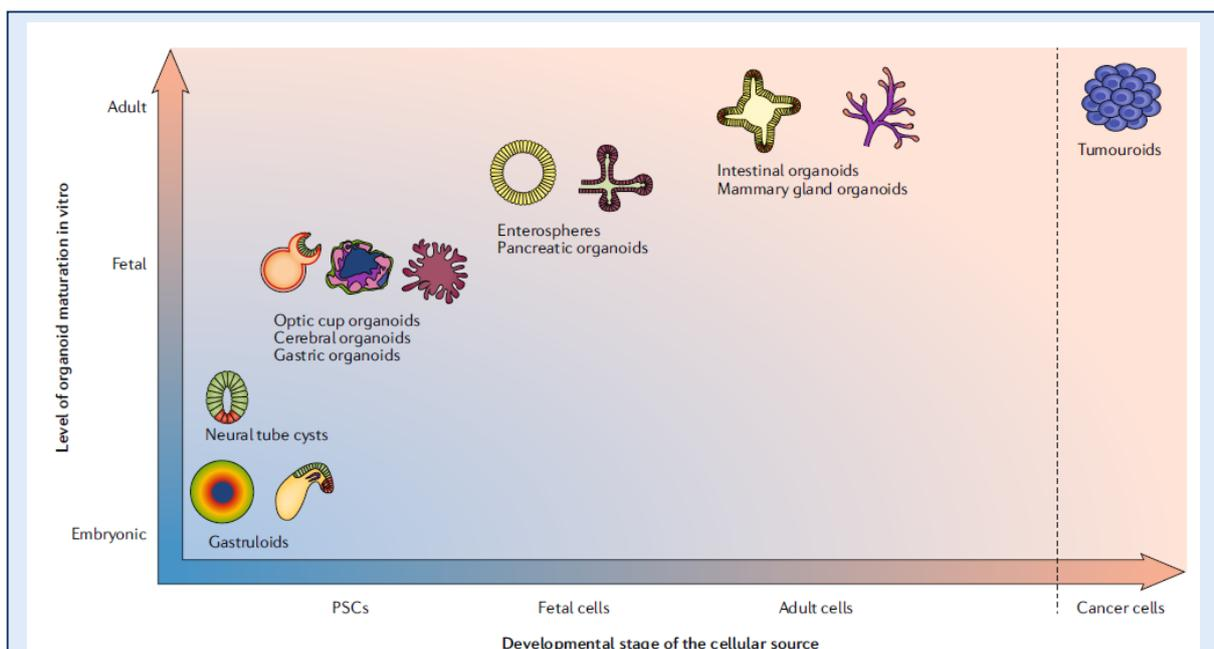 Level of organoid maturation in vitro
Adult
Fetal
Embryonic
Tumouroids
Intestinal organoids
Mammary gland organoids
Enterospheres
Pancreatic organoids
Optic cup organoids
Cerebral organoids
Gastric organoids
Neural tube cysts
Gastruloids
PSCs
Fetal cells
Adult cells
Cancer cells
Developmental stage of the cellular source